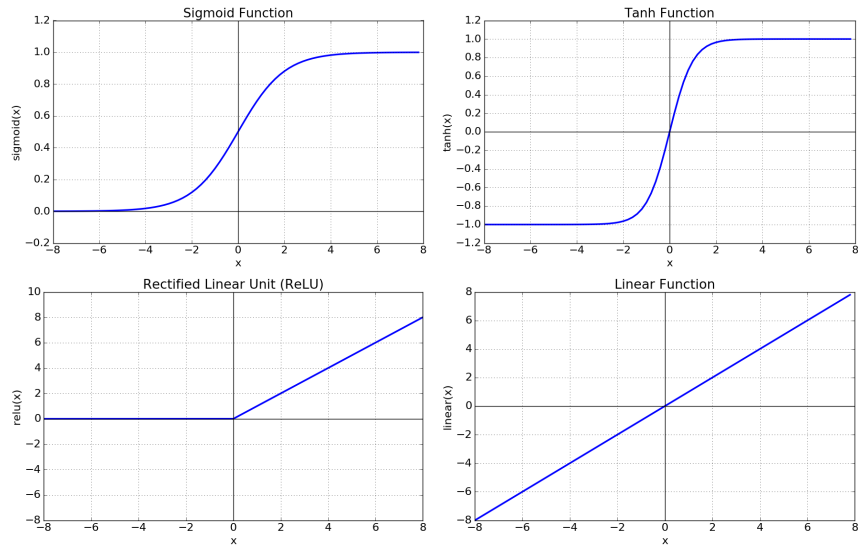 Sigmoid Function
1.2
1.0
0.8
0.6
0.4
0.2
0.0
−0.2
sigmoid(x)
−8 −6 −4 −2 0 2 4 6 8
x
Tanh Function
1.2
1.0
0.8
0.6
0.4
0.2
0.0
−0.2
−0.4
−0.6
−0.8
−1.0
−1.2
tanh(x)
−8 −6 −4 −2 0 2 4 6 8
x
Rectified Linear Unit (ReLU)
10
8
6
4
2
0
−2
−4
−6
−8
relu(x)
−8 −6 −4 −2 0 2 4 6 8
x
Linear Function
8
6
4
2
0
−2
−4
−6
−8
linear(x)
−8 −6 −4 −2 0 2 4 6 8
x